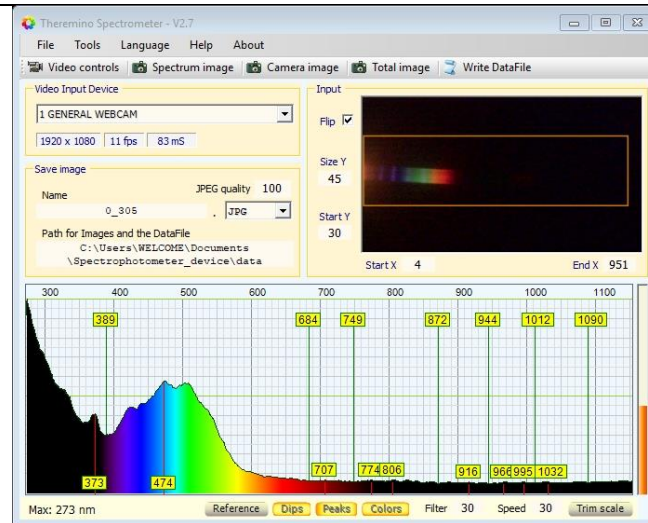 Theremino Spectrometer - V2.7
File Tools Language Help About
Video controls Spectrum image Camera image Total image Write DataFile
Video Input Device
1 GENERAL WEBCAM
1920 x 1080 11 fps 83 mS
Save image
Name JPEG quality 100
0_305 . JPG
Path for Images and the DataFile
C:\Users\WELCOME\Documents
\Spectrophotometer_device\data
Input
Flip
Size Y
45
Start Y
30
Start X 4 End X 951
300 400 500 600 700 800 900 1000 1100
389 684 749 872 944 1012 1090
707 774 806 916 966 995 1032
373 474
Max: 273 nm Reference Dips Peaks Colors Filter 30 Speed 30 Trim scale